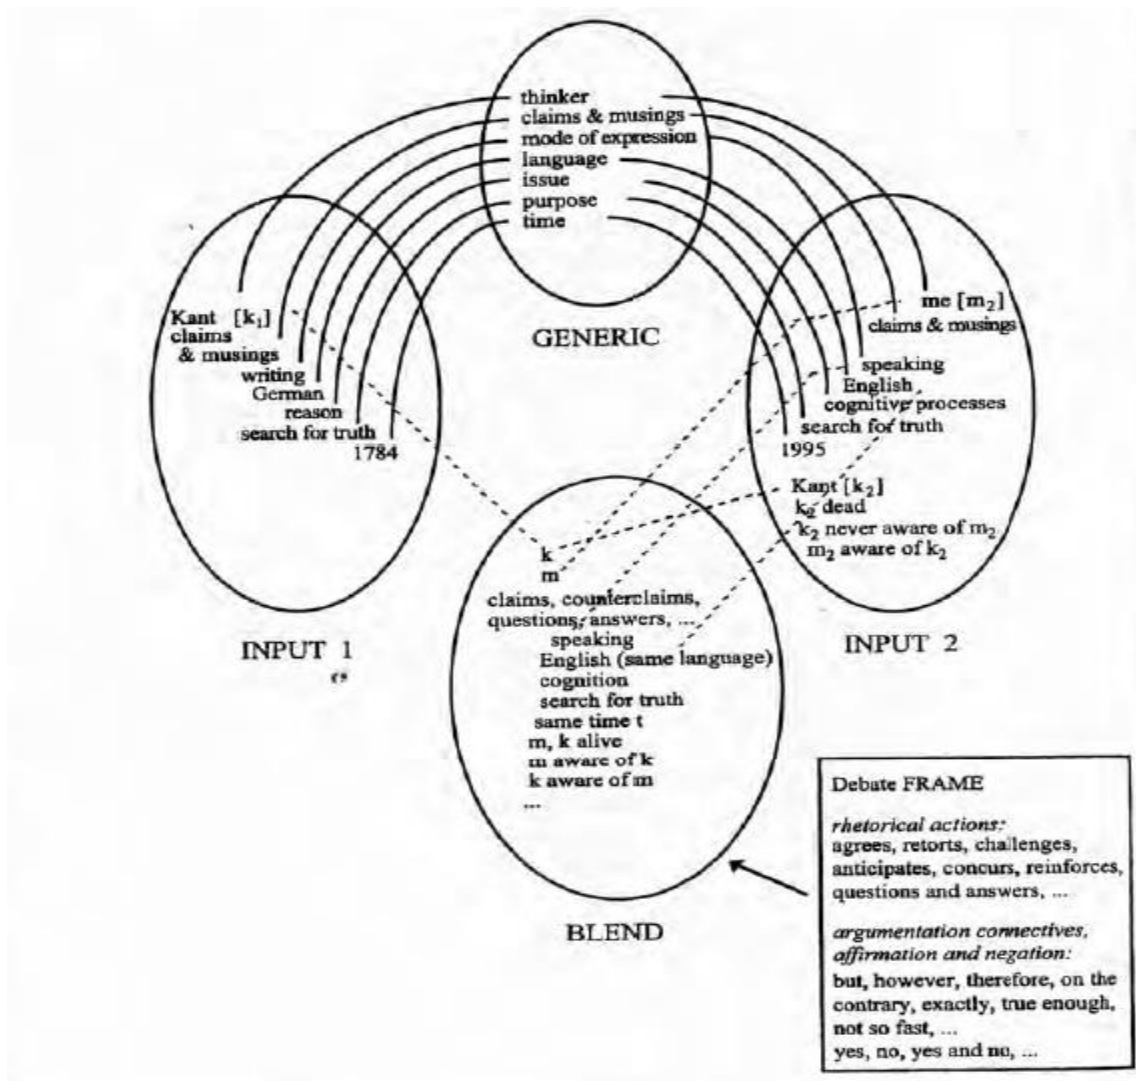 thinker
claims & musings
mode of expression
language
issue
purpose
time
GENERIC
Kant [k₁]
claims
& musings
writing
German
reason
search for truth
1784
INPUT 1
me [m₂]
claims & musings
speaking
English
cognitive processes
search for truth
1995
Kant [k₂]
k₂ dead
k₂ never aware of m₂
m₂ aware of k₂
INPUT 2
k
m
claims, counterclaims,
questions, answers, ...
speaking
English (same language)
cognition
search for truth
same time t
m, k alive
m aware of k
k aware of m
...
BLEND
Debate FRAME
rhetorical actions:
agrees, retorts, challenges,
anticipates, concurs, reinforces,
questions and answers, ...
argumentation connectives,
affirmation and negation:
but, however, therefore, on the
contrary, exactly, true enough,
not so fast, ...
yes, no, yes and no, ...